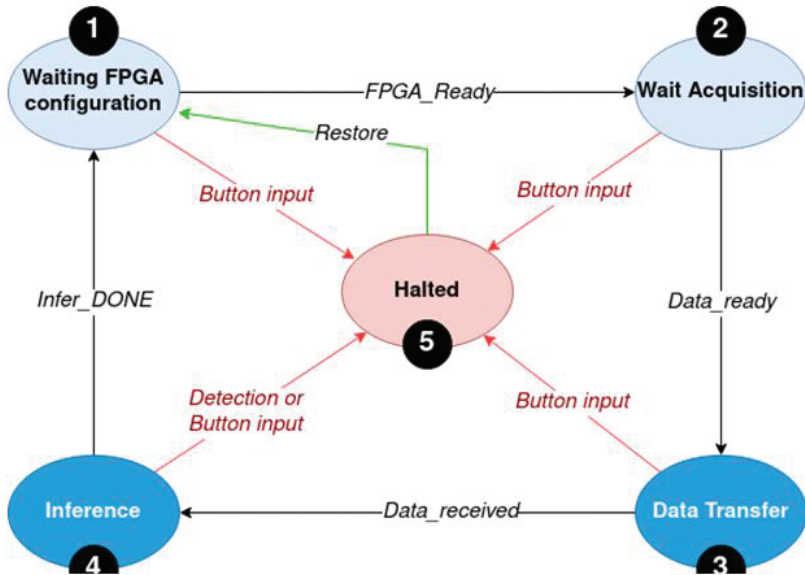 1
2
Waiting FPGA
configuration
FPGA_Ready
Wait Acquisition
Restore
Button input
Button input
Halted
Infer_DONE
Data_ready
5
Detection or
Button input
Button input
Inference
Data_received
Data Transfer
4
3